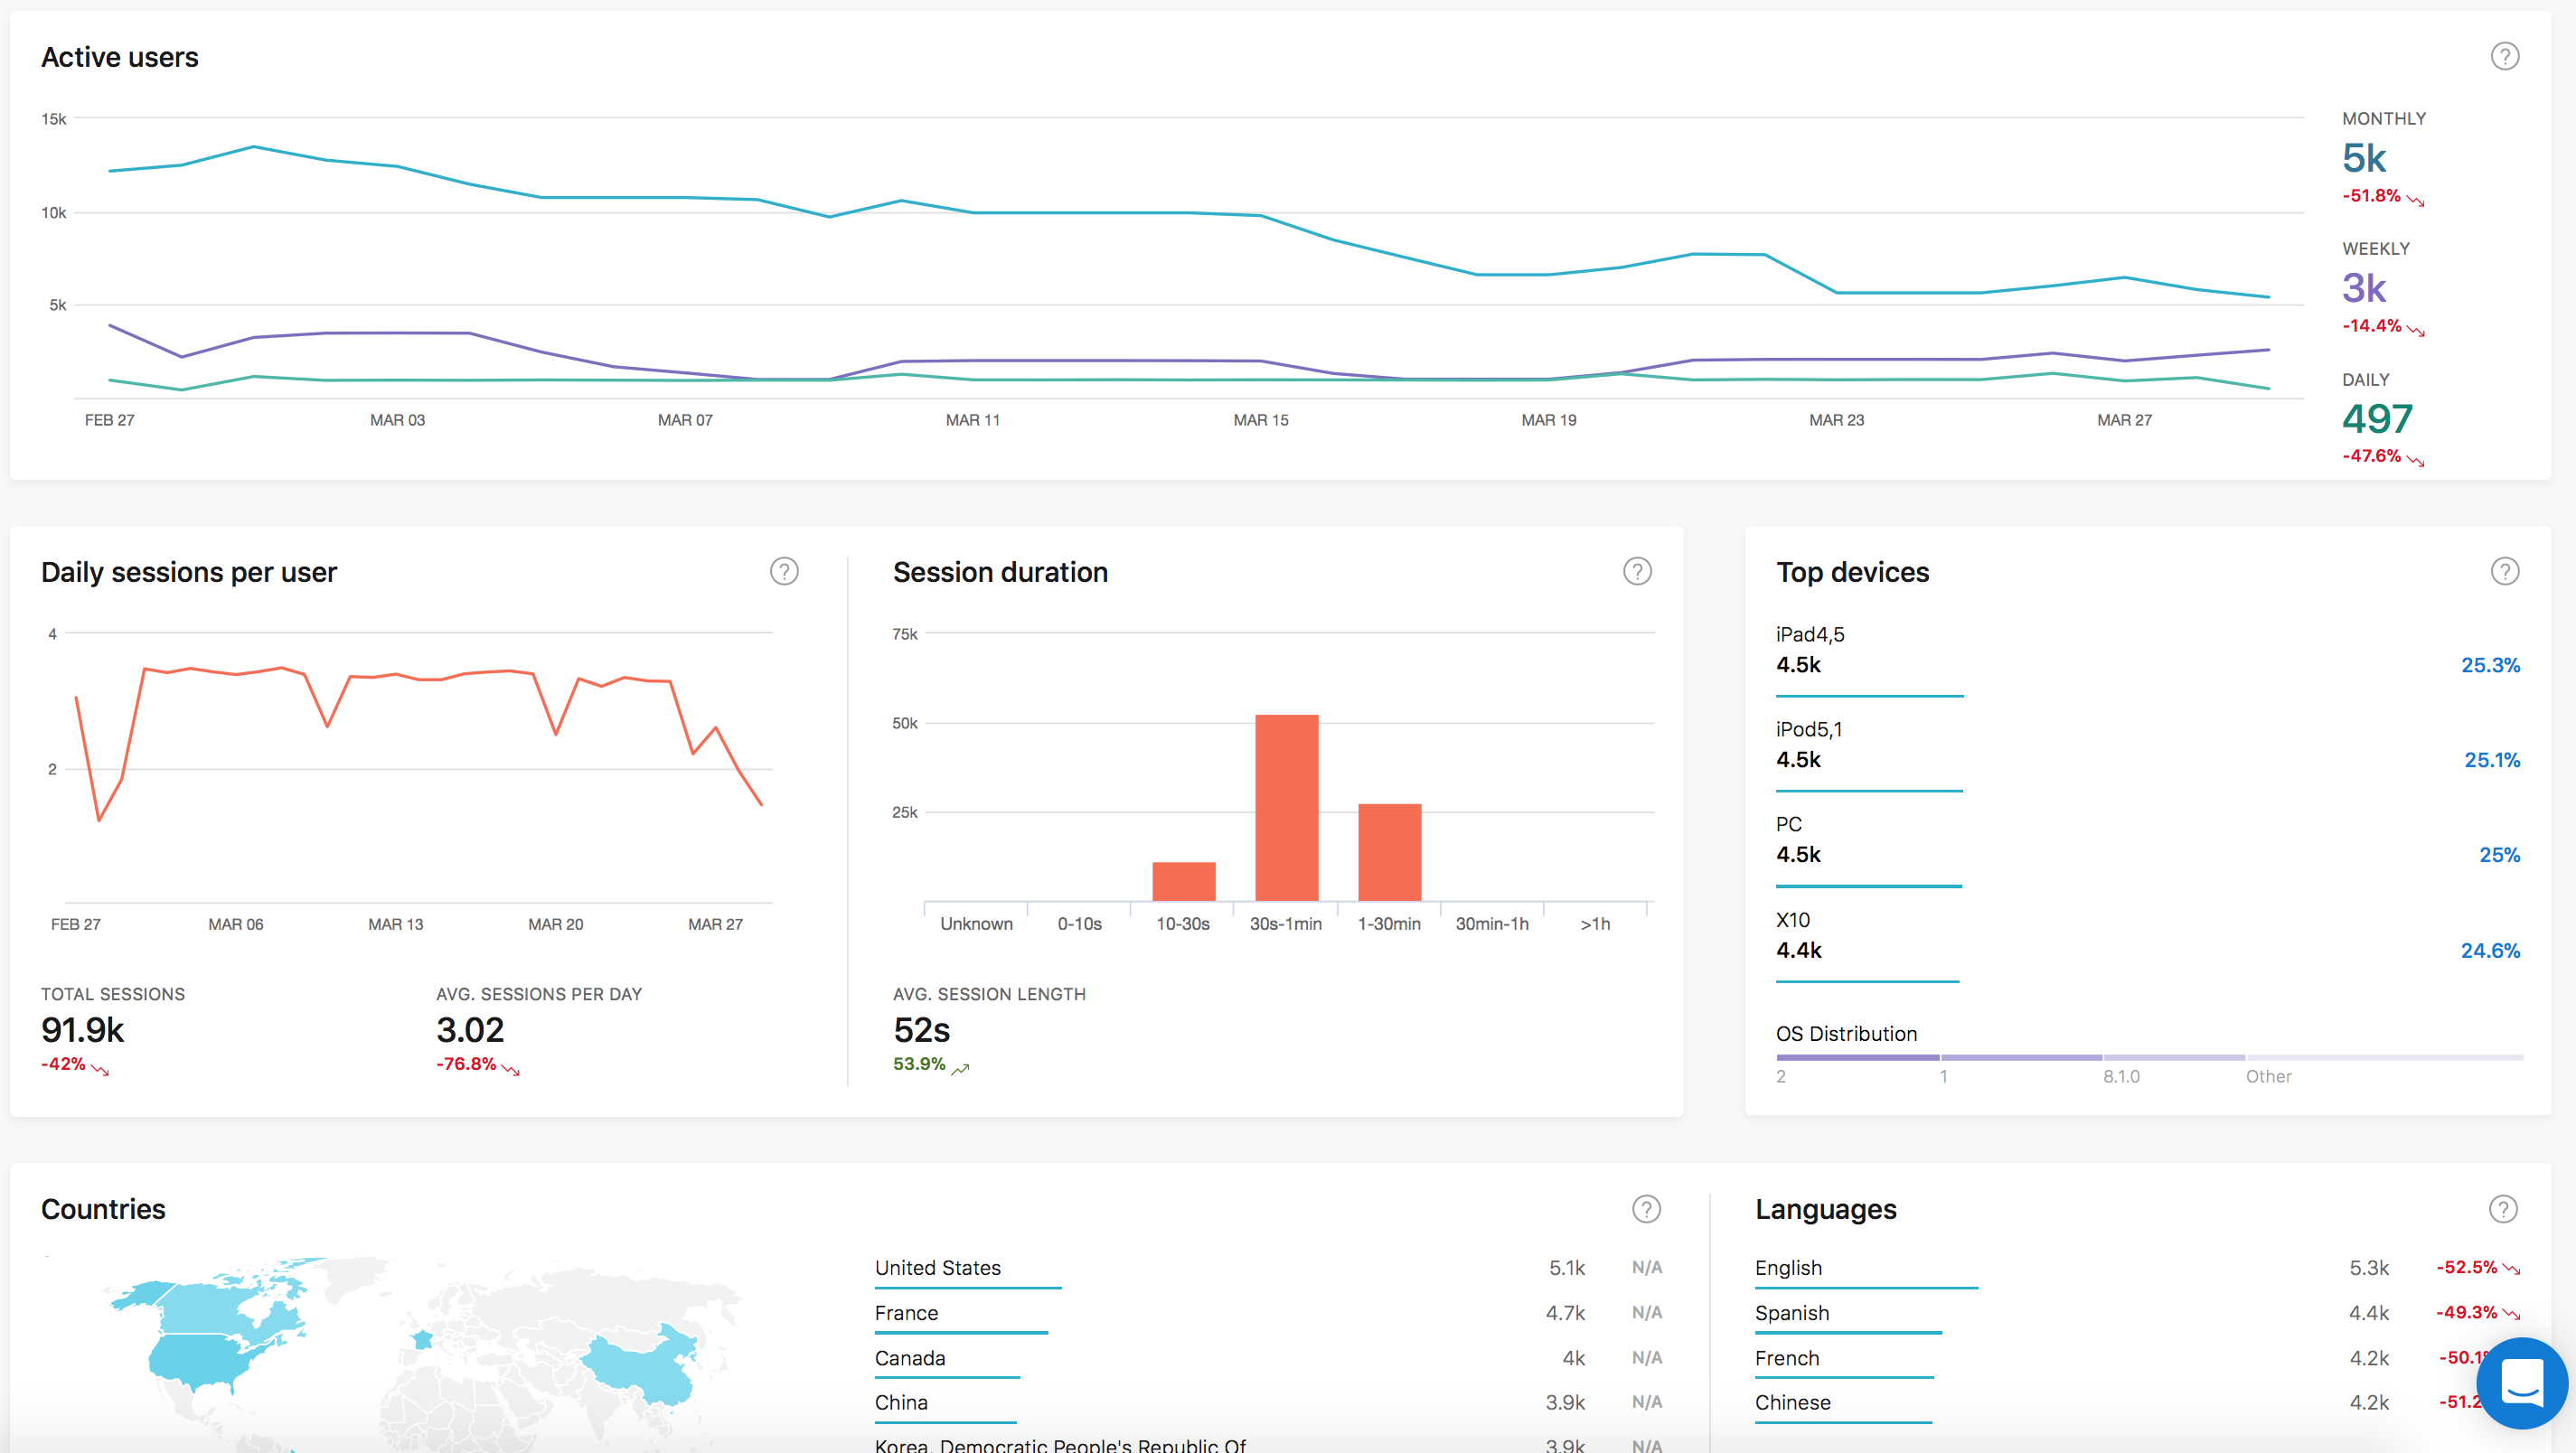 Active users
15k
10k
5k
FEB 27 MAR 03 MAR 07 MAR 11 MAR 15 MAR 19 MAR 23 MAR 27
MONTHLY
5k
-51.8%
WEEKLY
3k
-14.4%
DAILY
497
-47.6%
Daily sessions per user
4
2
FEB 27 MAR 06 MAR 13 MAR 20 MAR 27
TOTAL SESSIONS
91.9k
-42%
AVG. SESSIONS PER DAY
3.02
-76.8%
Session duration
75k
50k
25k
Unknown 0-10s 10-30s 30s-1min 1-30min 30min-1h >1h
AVG. SESSION LENGTH
52s
53.9%
Top devices
iPad4,5
4.5k 25.3%
iPod5,1
4.5k 25.1%
PC
4.5k 25%
X10
4.4k 24.6%
OS Distribution
2 1 8.1.0 Other
Countries
United States 5.1k N/A
France 4.7k N/A
Canada 4k N/A
China 3.9k N/A
Korea, Democratic People's Republic Of 3.9k N/A
Languages
English 5.3k -52.5%
Spanish 4.4k -49.3%
French 4.2k -50.1
Chinese 4.2k -51.2